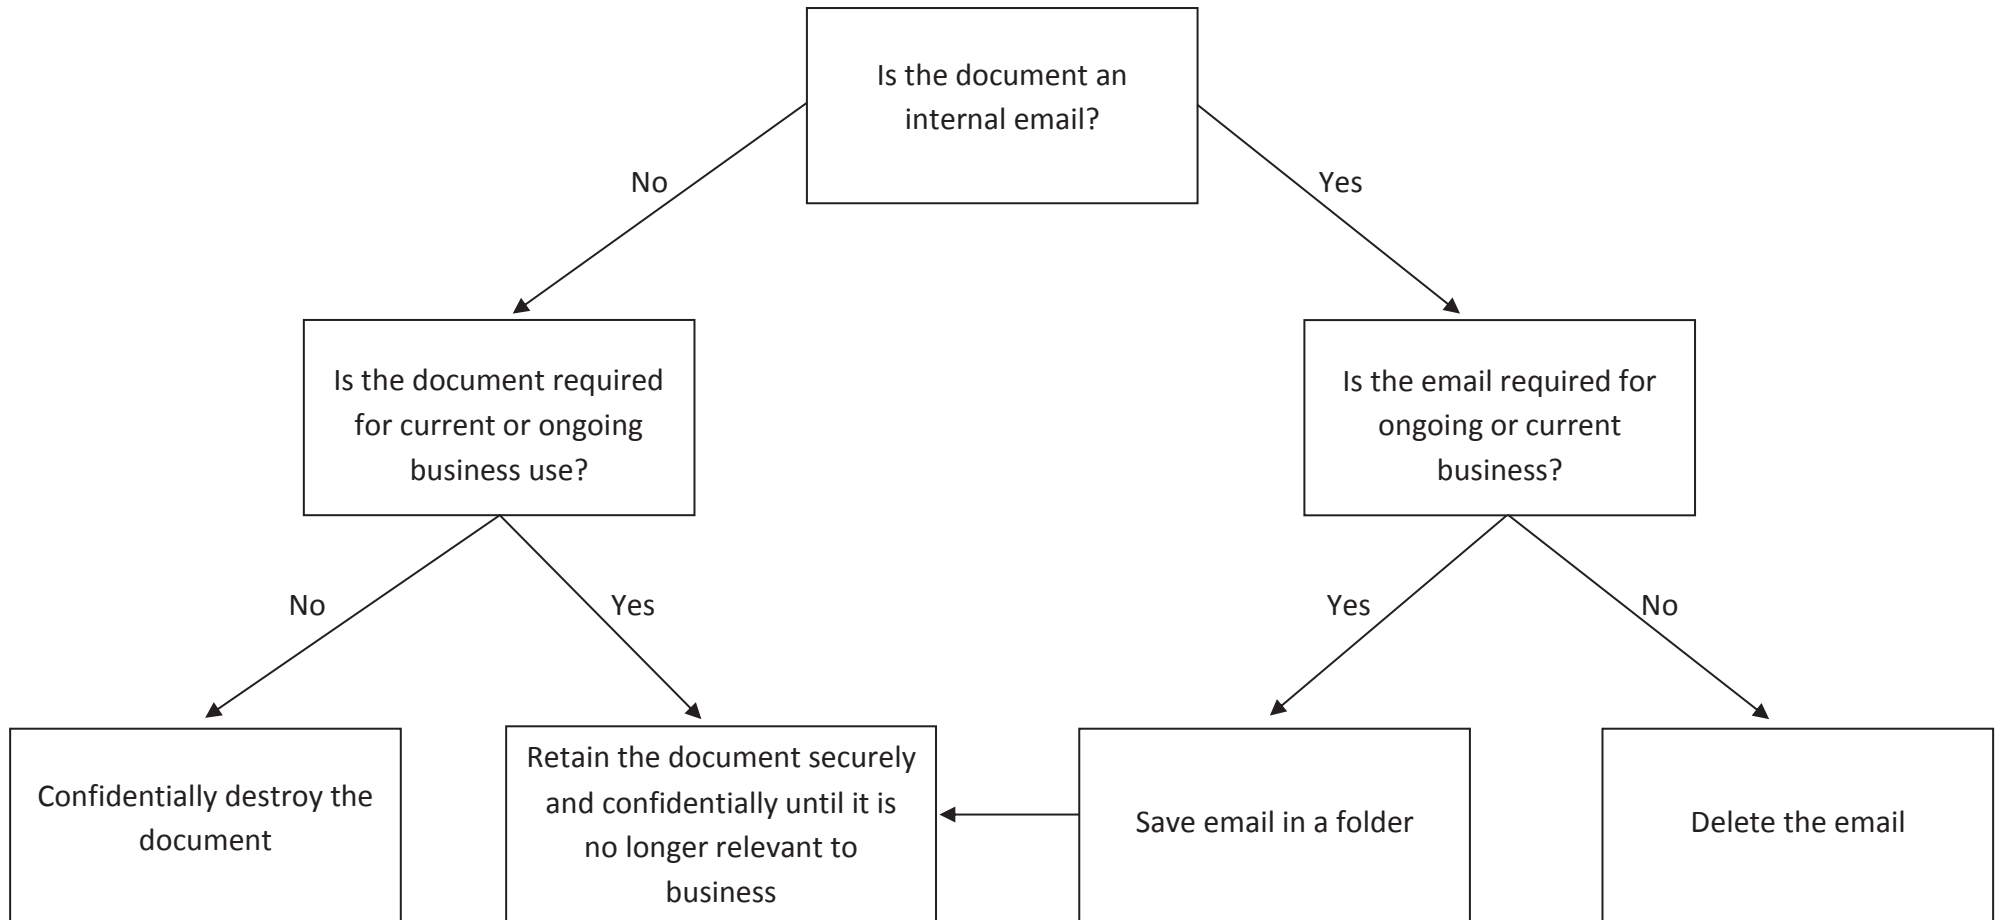 Is the document an
internal email?
No
Yes
Is the document required
for current or ongoing
business use?
Is the email required for
ongoing or current
business?
No
Yes
Yes
No
Confidentially destroy the
document
Retain the document securely
and confidentially until it is
no longer relevant to
business
Save email in a folder
Delete the email